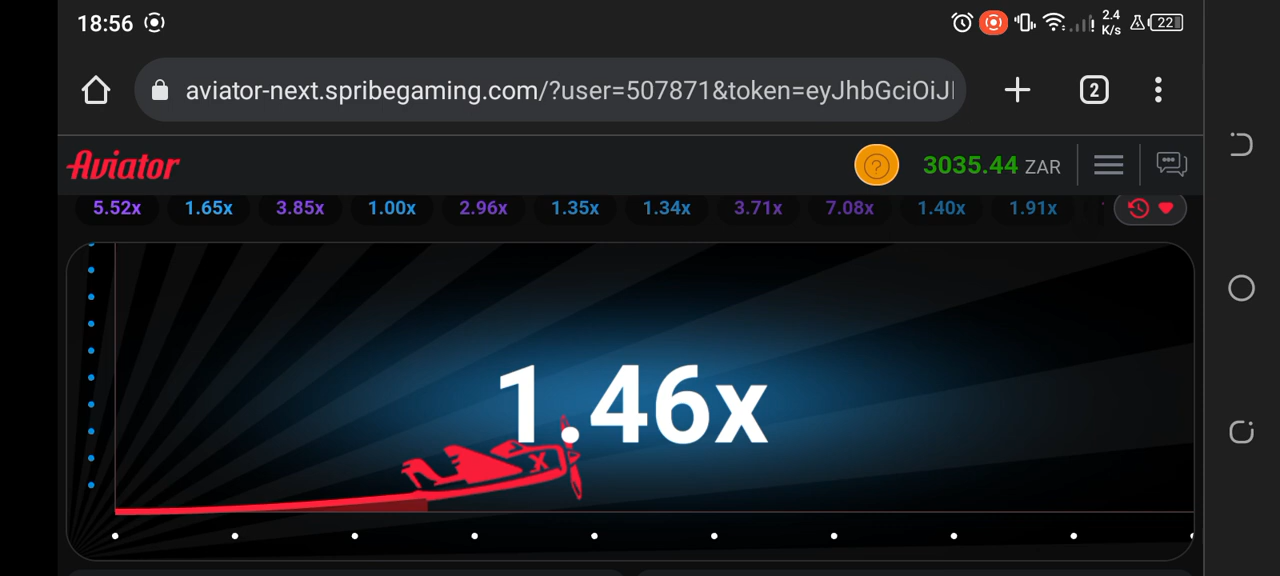 18:56 2.4 K/s 22
aviator-next.spribegaming.com/?user=507871&token=eyJhbGciOiJ 2
Aviator ? 3035.44 ZAR
5.52x 1.65x 3.85x 1.00x 2.96x 1.35x 1.34x 3.71x 7.08x 1.40x 1.91x
1.46x
X